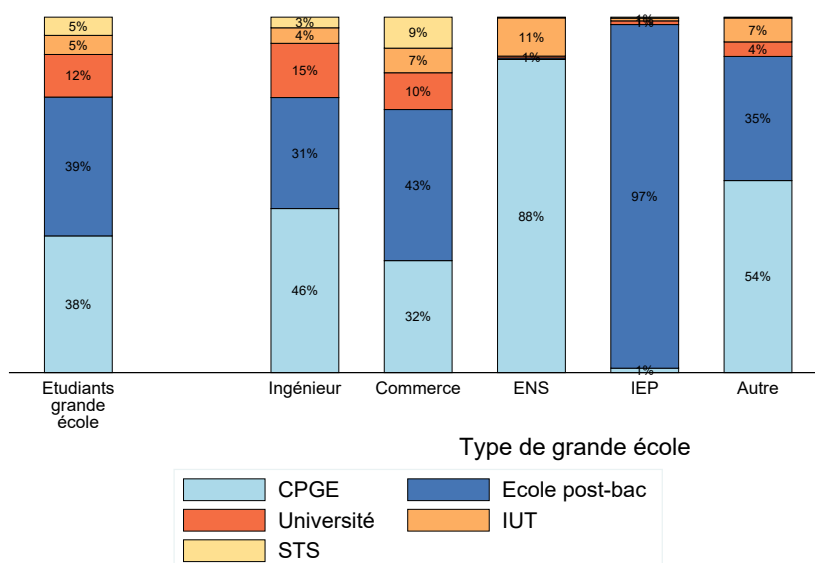 5%
5%
12%
39%
38%
3%
4%
15%
31%
46%
9%
7%
10%
43%
32%
11%
1%
88%
1%
1%
97%
1%
7%
4%
35%
54%
Etudiants
grande
école
Ingénieur
Commerce
ENS
IEP
Autre
Type de grande école
CPGE
Ecole post-bac
Université
IUT
STS